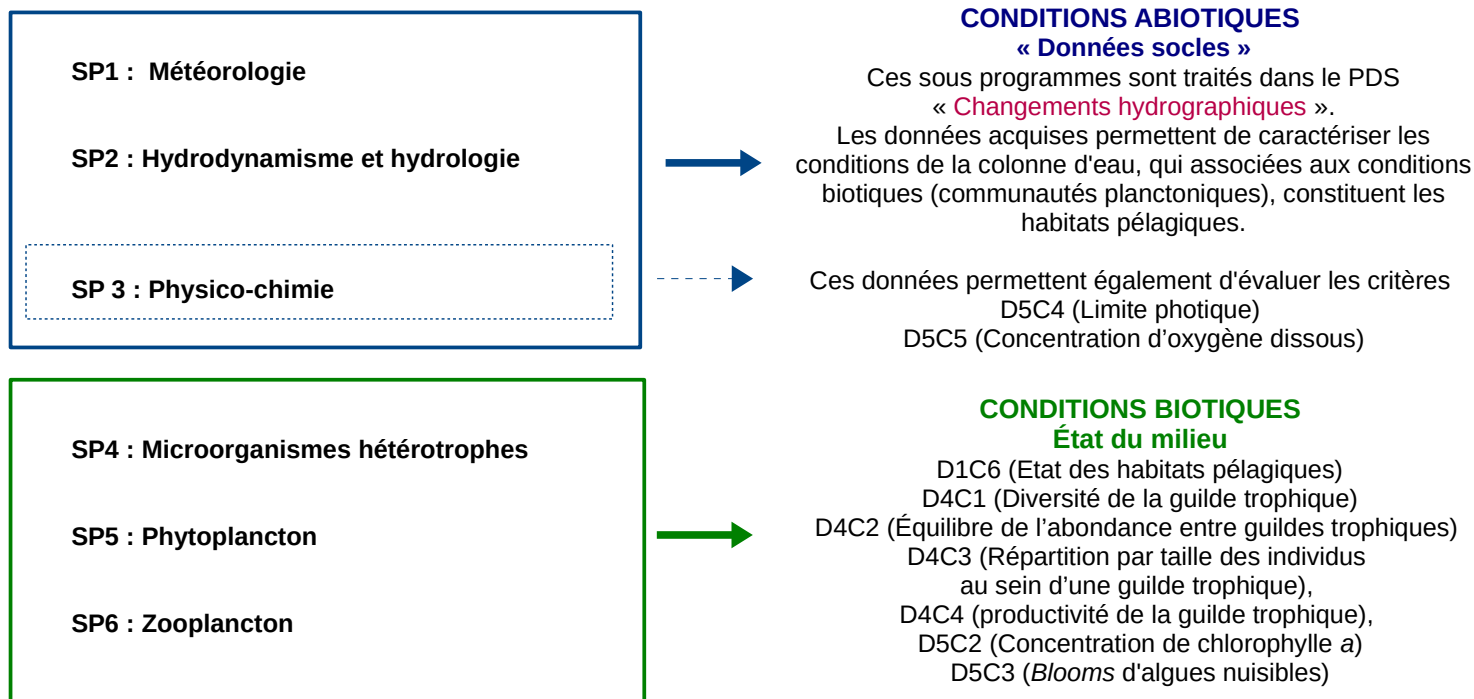 SP1 : Météorologie
SP2 : Hydrodynamisme et hydrologie
SP 3 : Physico-chimie
CONDITIONS ABIOTIQUES
« Données socles »
Ces sous programmes sont traités dans le PDS
« Changements hydrographiques ».
Les données acquises permettent de caractériser les
conditions de la colonne d'eau, qui associées aux conditions
biotiques (communautés planctoniques), constituent les
habitats pélagiques.
Ces données permettent également d'évaluer les critères
D5C4 (Limite photique)
D5C5 (Concentration d’oxygène dissous)
SP4 : Microorganismes hétérotrophes
SP5 : Phytoplancton
SP6 : Zooplancton
CONDITIONS BIOTIQUES
État du milieu
D1C6 (Etat des habitats pélagiques)
D4C1 (Diversité de la guilde trophique)
D4C2 (Équilibre de l’abondance entre guildes trophiques)
D4C3 (Répartition par taille des individus
au sein d’une guilde trophique),
D4C4 (productivité de la guilde trophique),
D5C2 (Concentration de chlorophylle a)
D5C3 (Blooms d'algues nuisibles)